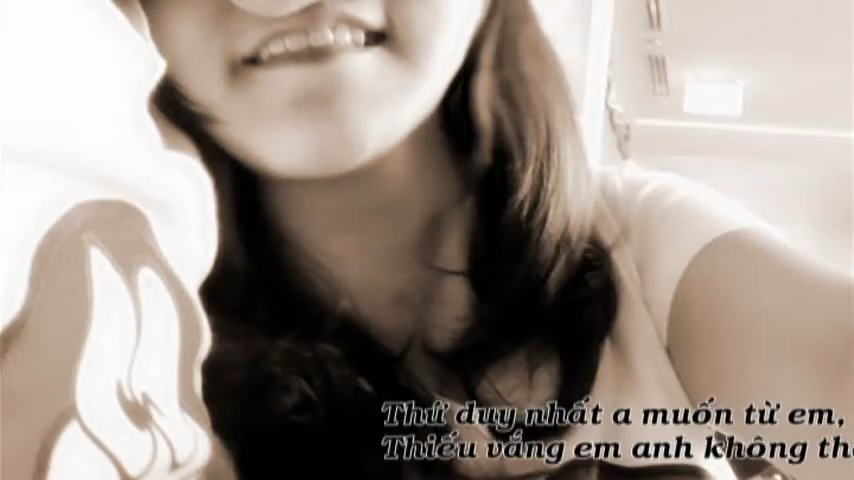 Thứ duy nhất a muốn từ em,
Thiếu vắng em anh không